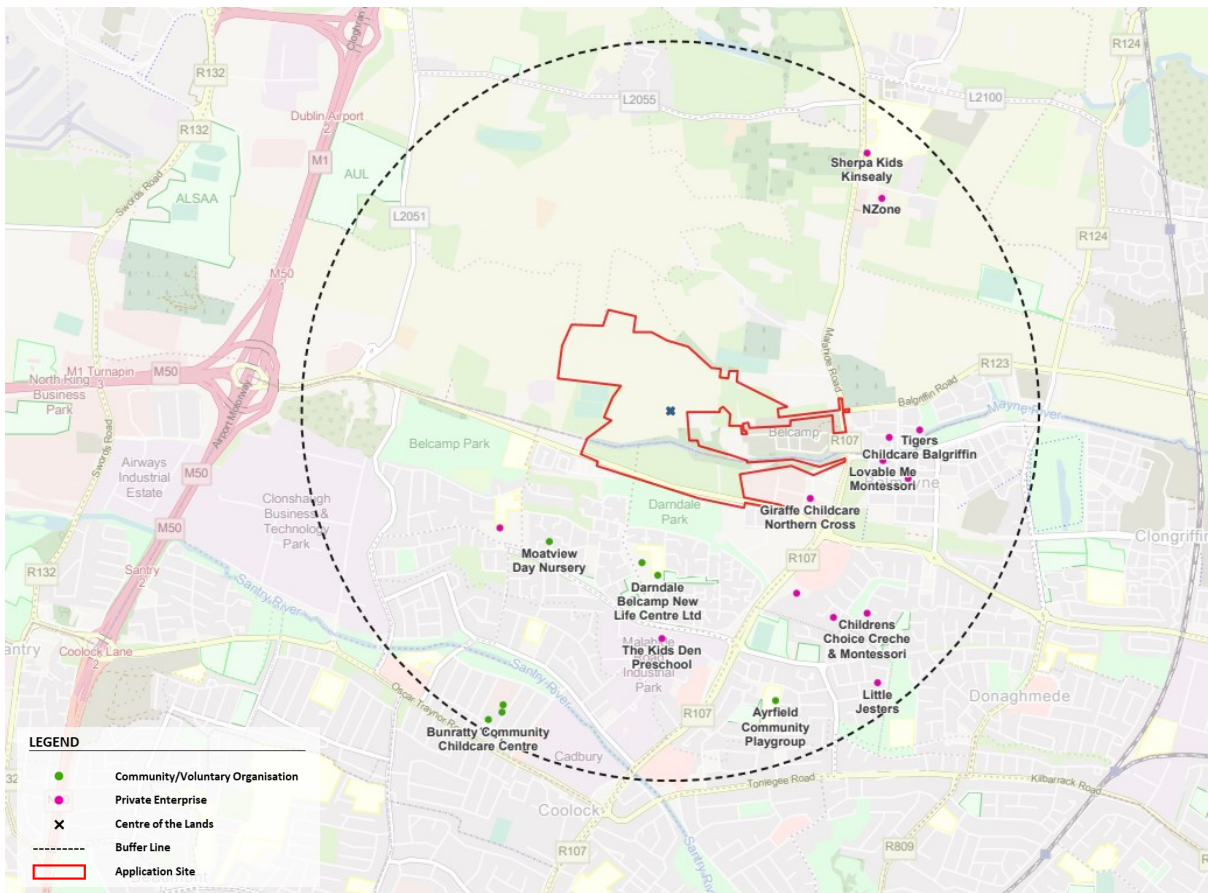 Cloghran
R132
R132
Dublin Airport
2
M1
Swords Road
ALSAA
AUL
L2051
L2055
R124
L2100
Sherpa Kids
Kinsealy
NZone
R124
M50
Malahide Road
R123
Balgriffin Road
Mayne River
M1 Turnapin
3
M50
M50
North Ring
Business
Park
Airport Motorway
Swords Road
Belcamp Park
Belcamp
R107
Tigers
Childcare Balgriffin
Lovable Me
Montessori
Giraffe Childcare
Northern Cross
M50
Airways
Industrial
Estate
Clonshaugh
Business &
Technology
Park
Darndale
Park
Clongriffin
M50
Moatview
Day Nursery
R107
R132
Santry
2
Santry River
Darndale
Belcamp New
Life Centre Ltd
Childrens
Choice Creche
& Montessori
Coolock Lane
2
The Kids Den
Preschool
Industrial
Park
Santry River
Oscar Traynor Road
Little
Jesters
Donaghmede
R107
Ayrfield
Community
Playgroup
Bunratty Community
Childcare Centre
Cadbury
Tonlegee Road
Kilbarrack Road
Coolock
R107
Santry River
R809
LEGEND
Community/Voluntary Organisation
Private Enterprise
Centre of the Lands
Buffer Line
Application Site